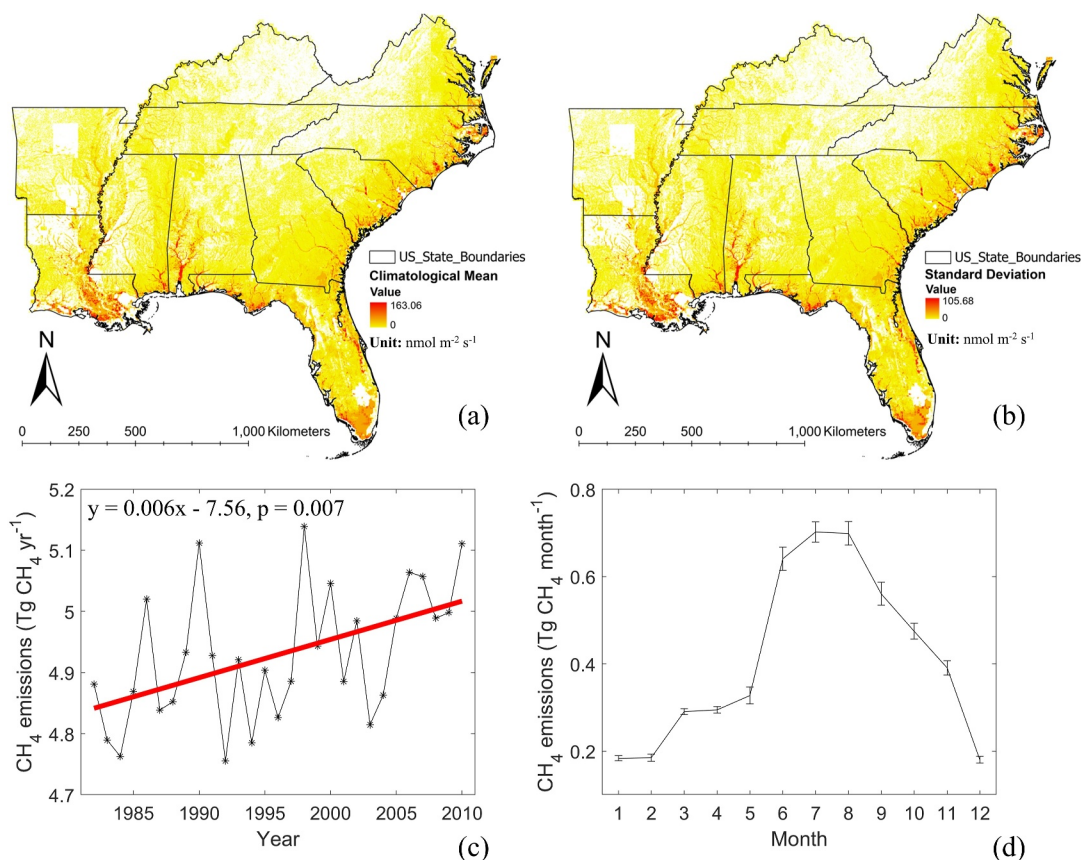 US_State_Boundaries
Climatological Mean
Value
163.06
0
Unit: nmol m⁻² s⁻¹
N
(a)
0 250 500 1,000 Kilometers
US_State_Boundaries
Standard Deviation
Value
105.68
0
Unit: nmol m⁻² s⁻¹
N
(b)
0 250 500 1,000 Kilometers
y = 0.006x - 7.56, p = 0.007
CH₄ emissions (Tg CH₄ yr⁻¹)
5.2
5.1
5
4.9
4.8
4.7
1985 1990 1995 2000 2005 2010
Year
(c)
CH₄ emissions (Tg CH₄ month⁻¹)
0.8
0.6
0.4
0.2
1 2 3 4 5 6 7 8 9 10 11 12
Month
(d)